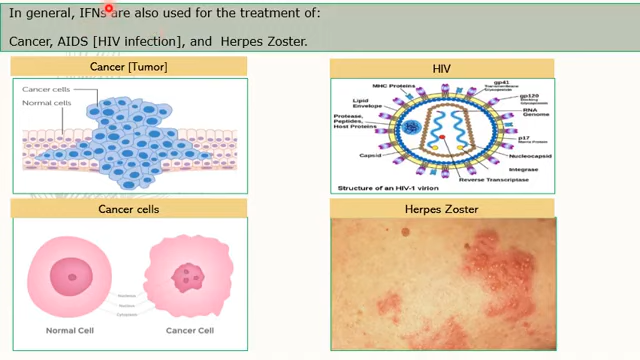 In general, IFNs are also used for the treatment of:
Cancer, AIDS [HIV infection], and Herpes Zoster.
Cancer [Tumor]
Cancer cells
Normal cells
HIV
MHC Proteins
gp41
gp120
Lipid
Envelope
RNA
Genome
Protease,
Peptides,
Host Proteins
p17
Matrix Protein
Capsid
Nucleocapsid
Integrase
Reverse Transcriptase
Structure of an HIV-1 virion
Cancer cells
Normal Cell
Cancer Cell
Herpes Zoster